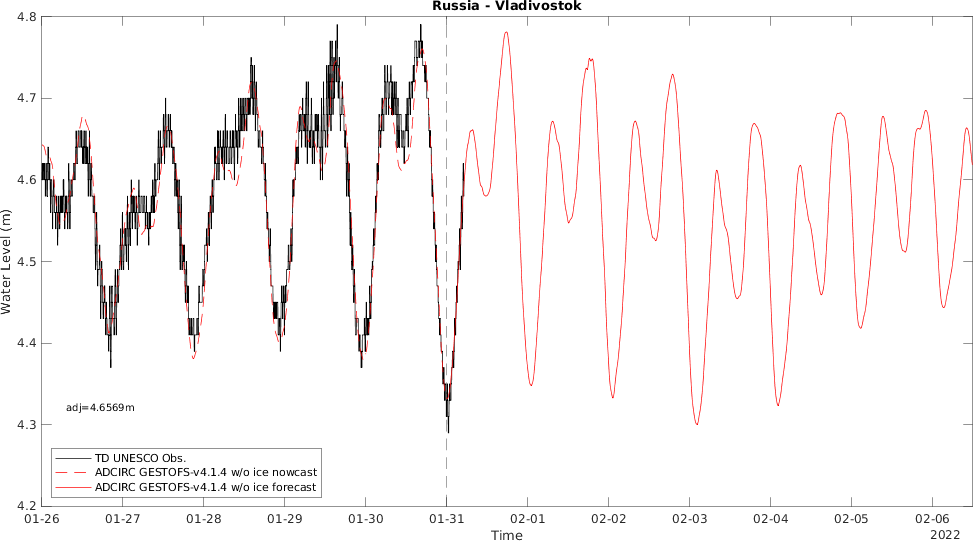 Russia - Vladivostok
4.8
4.7
4.6
4.5
4.4
4.3
4.2
Water Level (m)
adj=4.6569m
TD UNESCO Obs.
ADCIRC GESTOFS-v4.1.4 w/o ice nowcast
ADCIRC GESTOFS-v4.1.4 w/o ice forecast
01-26 01-27 01-28 01-29 01-30 01-31 02-01 02-02 02-03 02-04 02-05 02-06
2022
Time